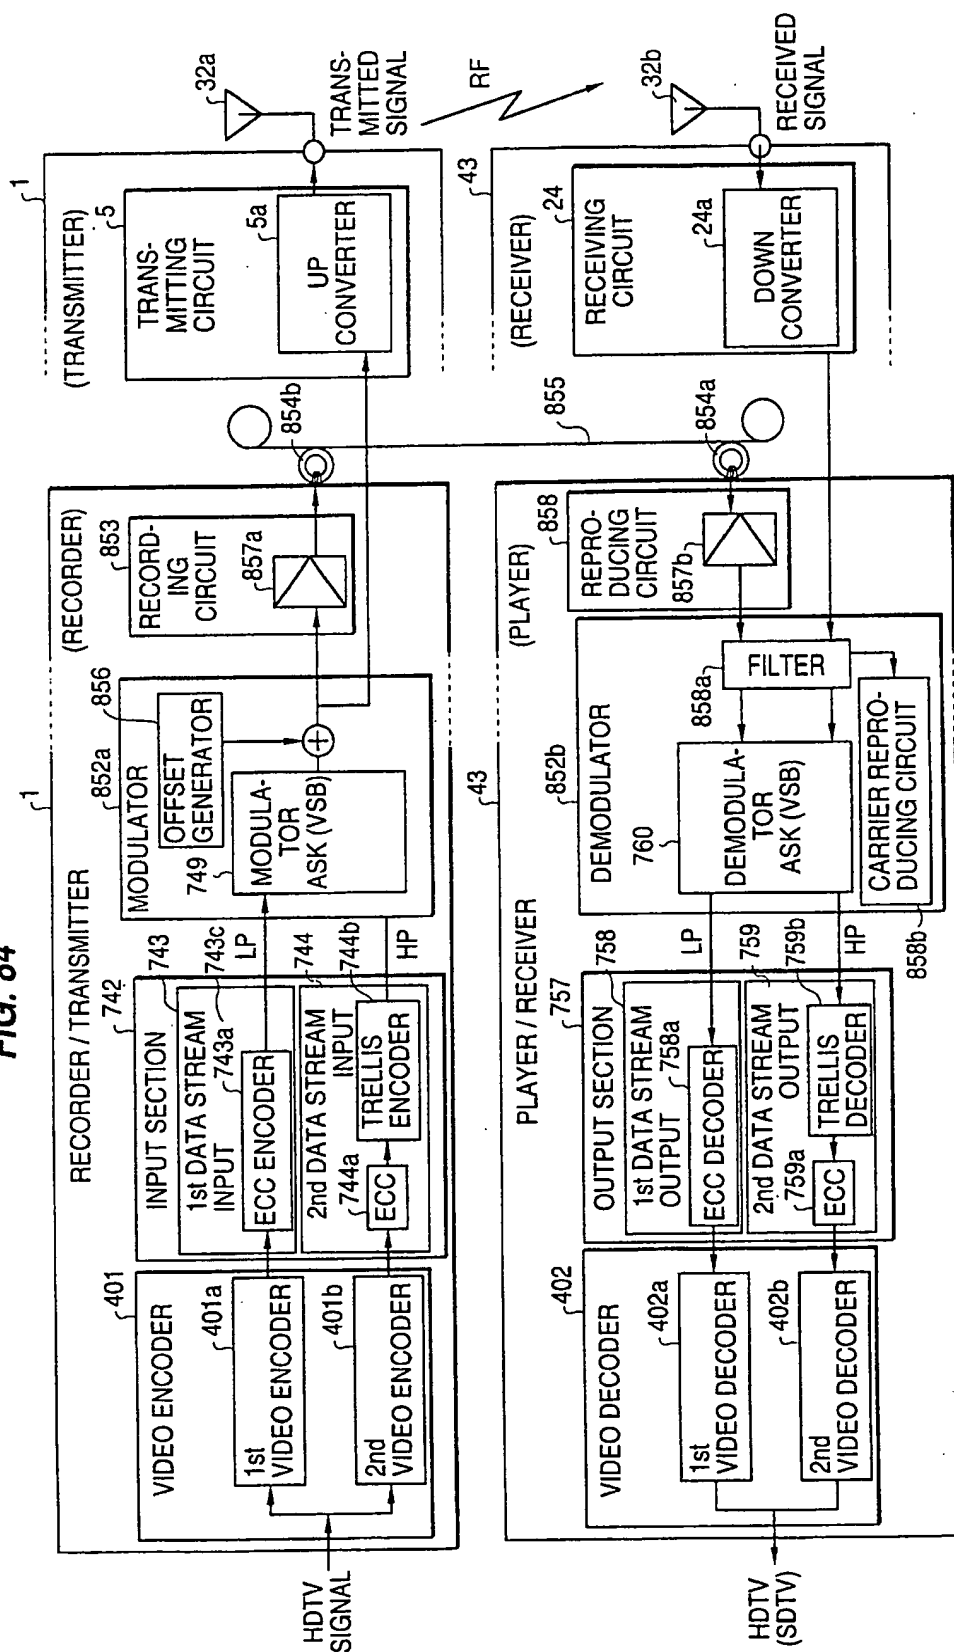 FIG. 84
RECORDER / TRANSMITTER
1
(RECORDER)
(TRANSMITTER)
1
HDTV
SIGNAL
VIDEO ENCODER
401
401a
1st
VIDEO ENCODER
401b
2nd
VIDEO ENCODER
742
INPUT SECTION
743
1st DATA STREAM
INPUT
743c
743a
ECC ENCODER
LP
744
2nd DATA STREAM
INPUT
744b
744a
ECC
TRELLIS
ENCODER
HP
852a
MODULATOR
856
OFFSET
GENERATOR
749
MODULA-
TOR
ASK (VSB)
853
RECORD-
ING
CIRCUIT
857a
854b
5
TRANS-
MITTING
CIRCUIT
5a
UP
CONVERTER
32a
TRANS-
MITTED
SIGNAL
RF
855
854a
PLAYER / RECEIVER
43
(PLAYER)
(RECEIVER)
43
HDTV
(SDTV)
402
VIDEO DECODER
402a
1st
VIDEO DECODER
402b
2nd
VIDEO DECODER
757
OUTPUT SECTION
758
1st DATA STREAM
OUTPUT
758a
ECC DECODER
LP
759
2nd DATA STREAM
OUTPUT
759b
759a
ECC
TRELLIS
DECODER
HP
852b
DEMODULATOR
760
DEMODULA-
TOR
ASK (VSB)
858a
FILTER
CARRIER REPRO-
DUCING CIRCUIT
858b
858
REPRO-
DUCING
CIRCUIT
857b
24
RECEIVING
CIRCUIT
24a
DOWN
CONVERTER
32b
RECEIVED
SIGNAL